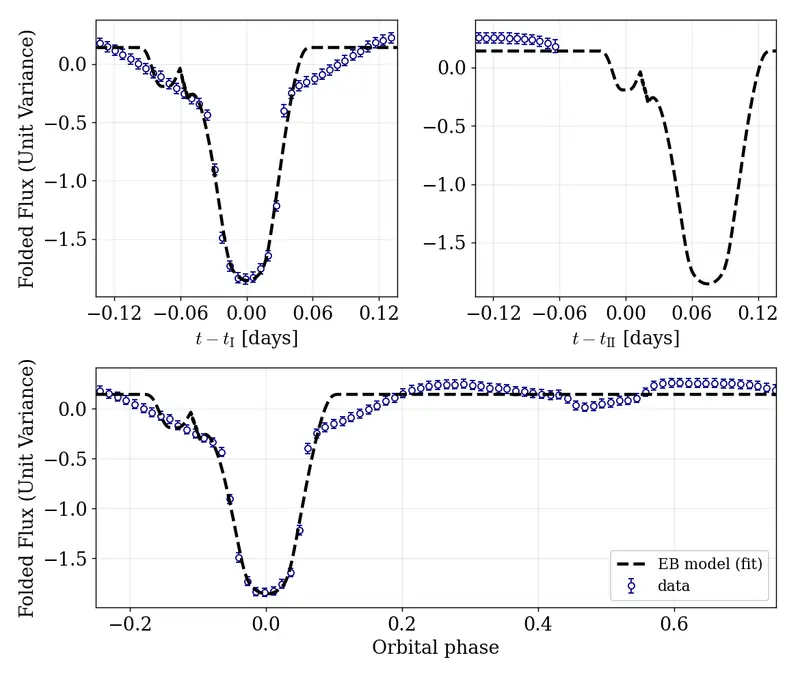 Folded Flux (Unit Variance)
0.0
−0.5
−1.0
−1.5
−0.12 −0.06 0.00 0.06 0.12
t − t_I [days]
0.0
−0.5
−1.0
−1.5
−0.12 −0.06 0.00 0.06 0.12
t − t_II [days]
Folded Flux (Unit Variance)
0.0
−0.5
−1.0
−1.5
−0.2 0.0 0.2 0.4 0.6
Orbital phase
EB model (fit)
data